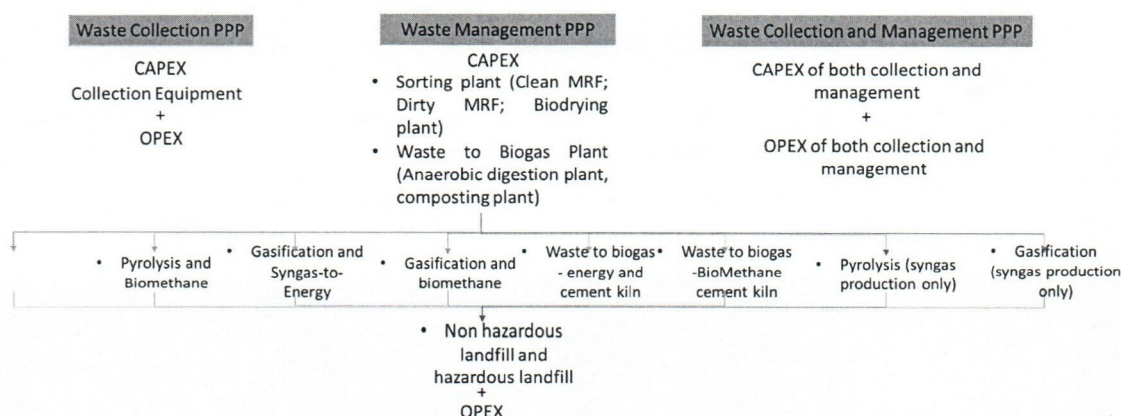 Waste Collection PPP
CAPEX
Collection Equipment
+
OPEX
Waste Management PPP
CAPEX
• Sorting plant (Clean MRF;
Dirty MRF; Biodrying
plant)
• Waste to Biogas Plant
(Anaerobic digestion plant,
composting plant)
Waste Collection and Management PPP
CAPEX of both collection and
management
+
OPEX of both collection and
management
• Pyrolysis and
Biomethane
• Gasification and
Syngas-to-
Energy
• Gasification and
biomethane
• Waste to biogas
- energy and
cement kiln
• Waste to biogas
-BioMethane
cement kiln
• Pyrolysis (syngas
production only)
• Gasification
(syngas production
only)
• Non hazardous
landfill and
hazardous landfill
+
OPEX